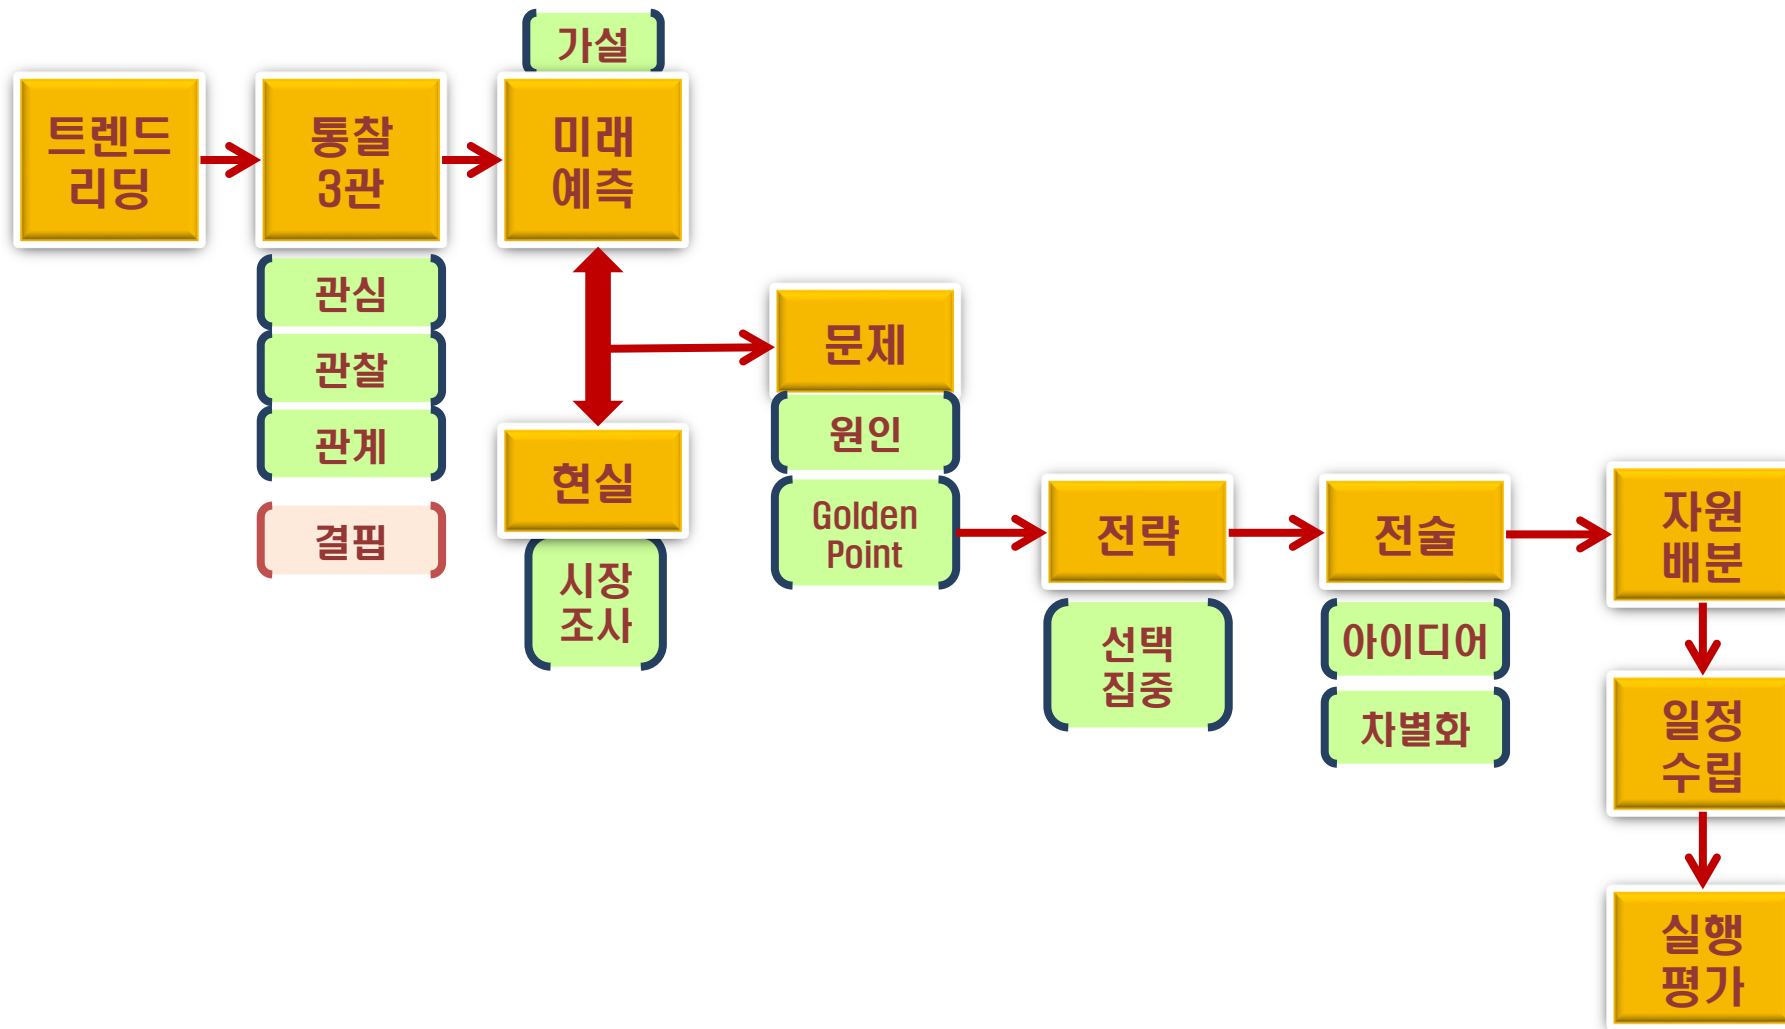 가설
트렌드
리딩
통찰
3관
미래
예측
관심
관찰
관계
결핍
현실
시장
조사
문제
원인
Golden
Point
전략
선택
집중
전술
아이디어
차별화
자원
배분
일정
수립
실행
평가